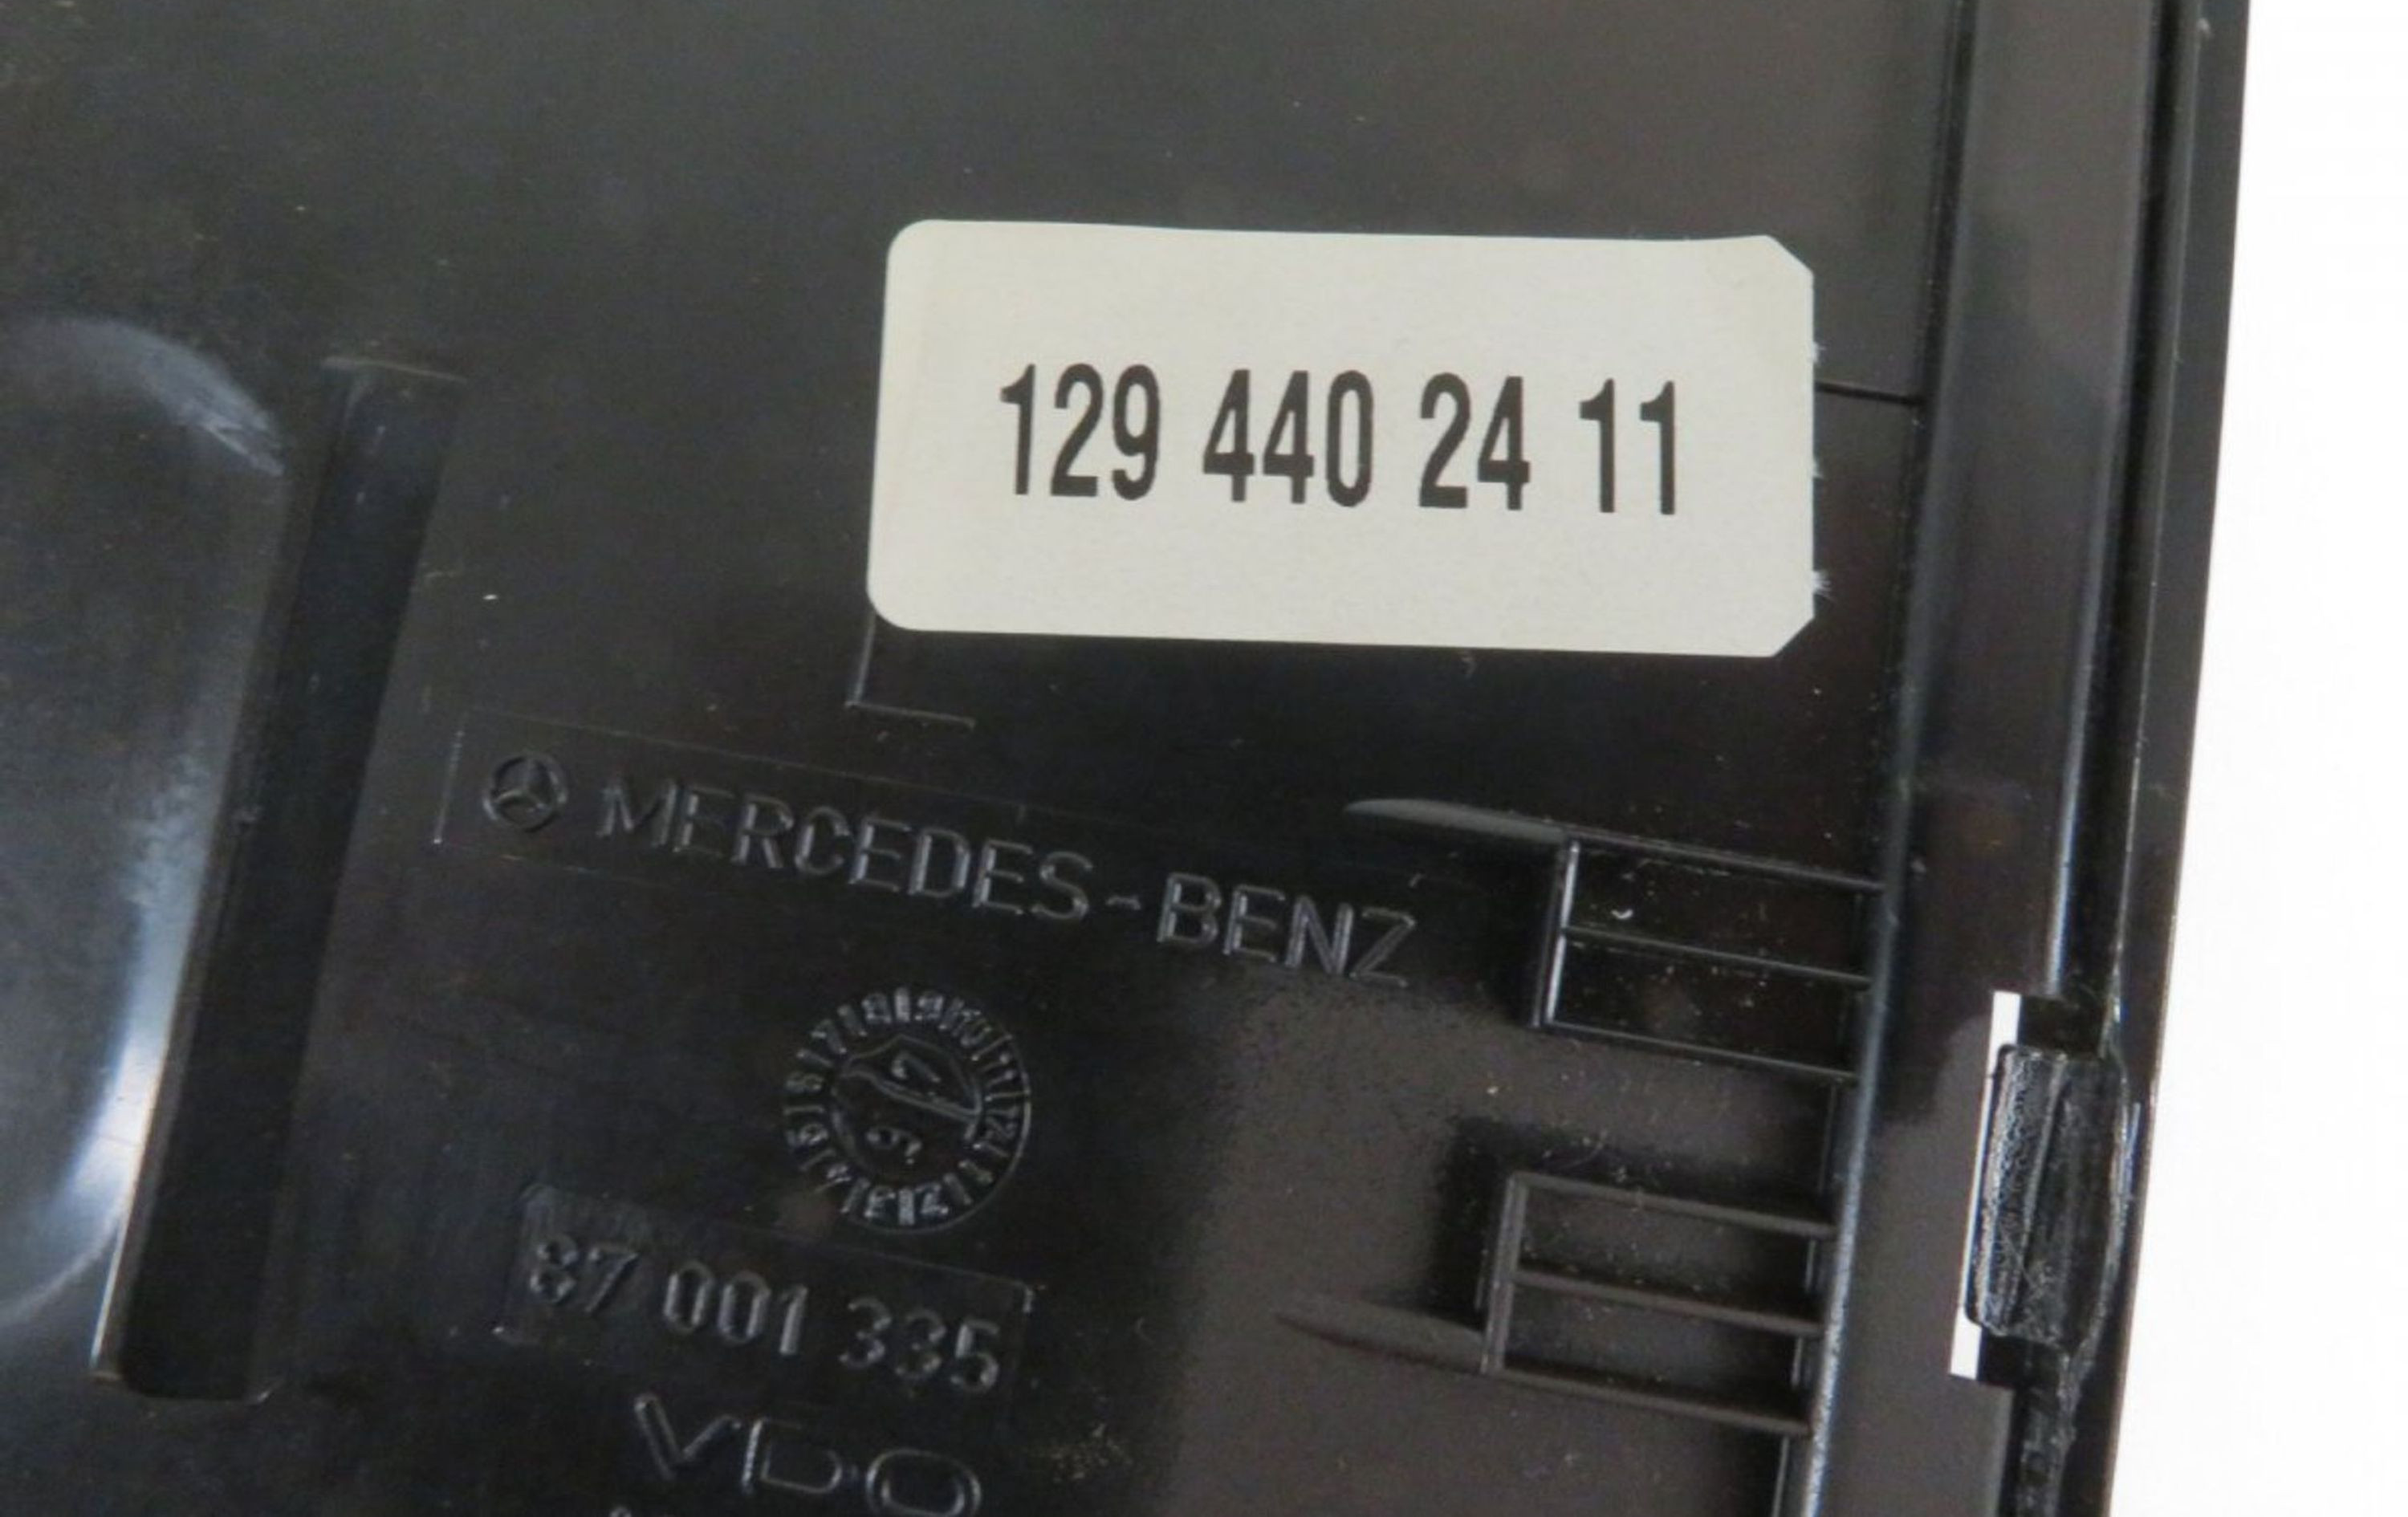 129 440 24 11
MERCEDES-BENZ
87 001 335
VDO